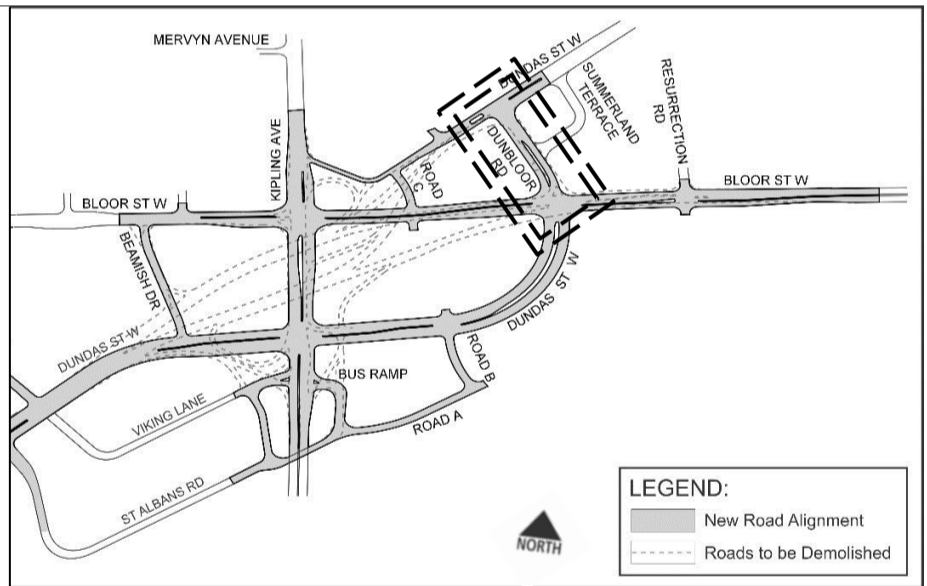 MERVYN AVENUE
KIPLING AVE
DUNDAS ST W
SUMMERLAND
TERRACE
RESURRECTION
RD
DUNBLOOR
RD
ROAD
C
BLOOR ST W
BLOOR ST W
BEAMISH DR
DUNDAS ST W
DUNDAS ST W
ROAD B
BUS RAMP
VIKING LANE
ROAD A
ST ALBANS RD
NORTH
LEGEND:
New Road Alignment
Roads to be Demolished